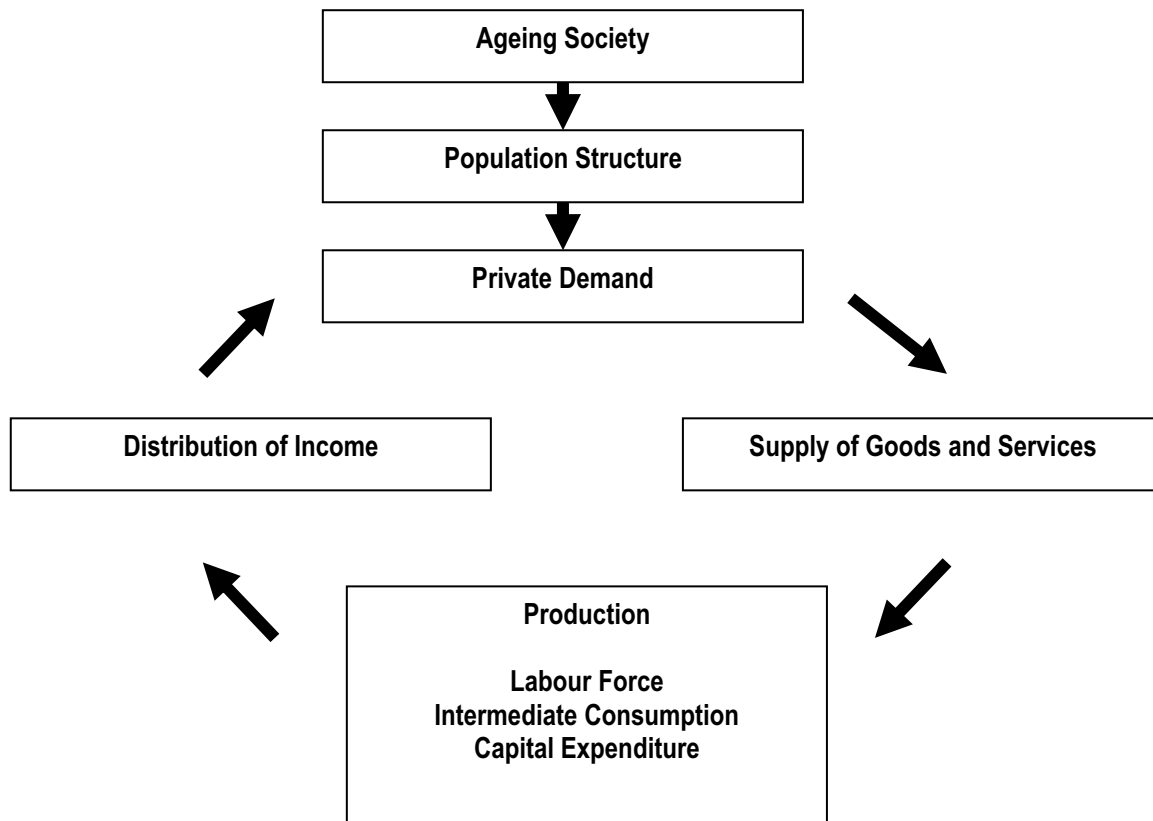 Ageing Society
Population Structure
Private Demand
Distribution of Income
Supply of Goods and Services
Production
Labour Force
Intermediate Consumption
Capital Expenditure